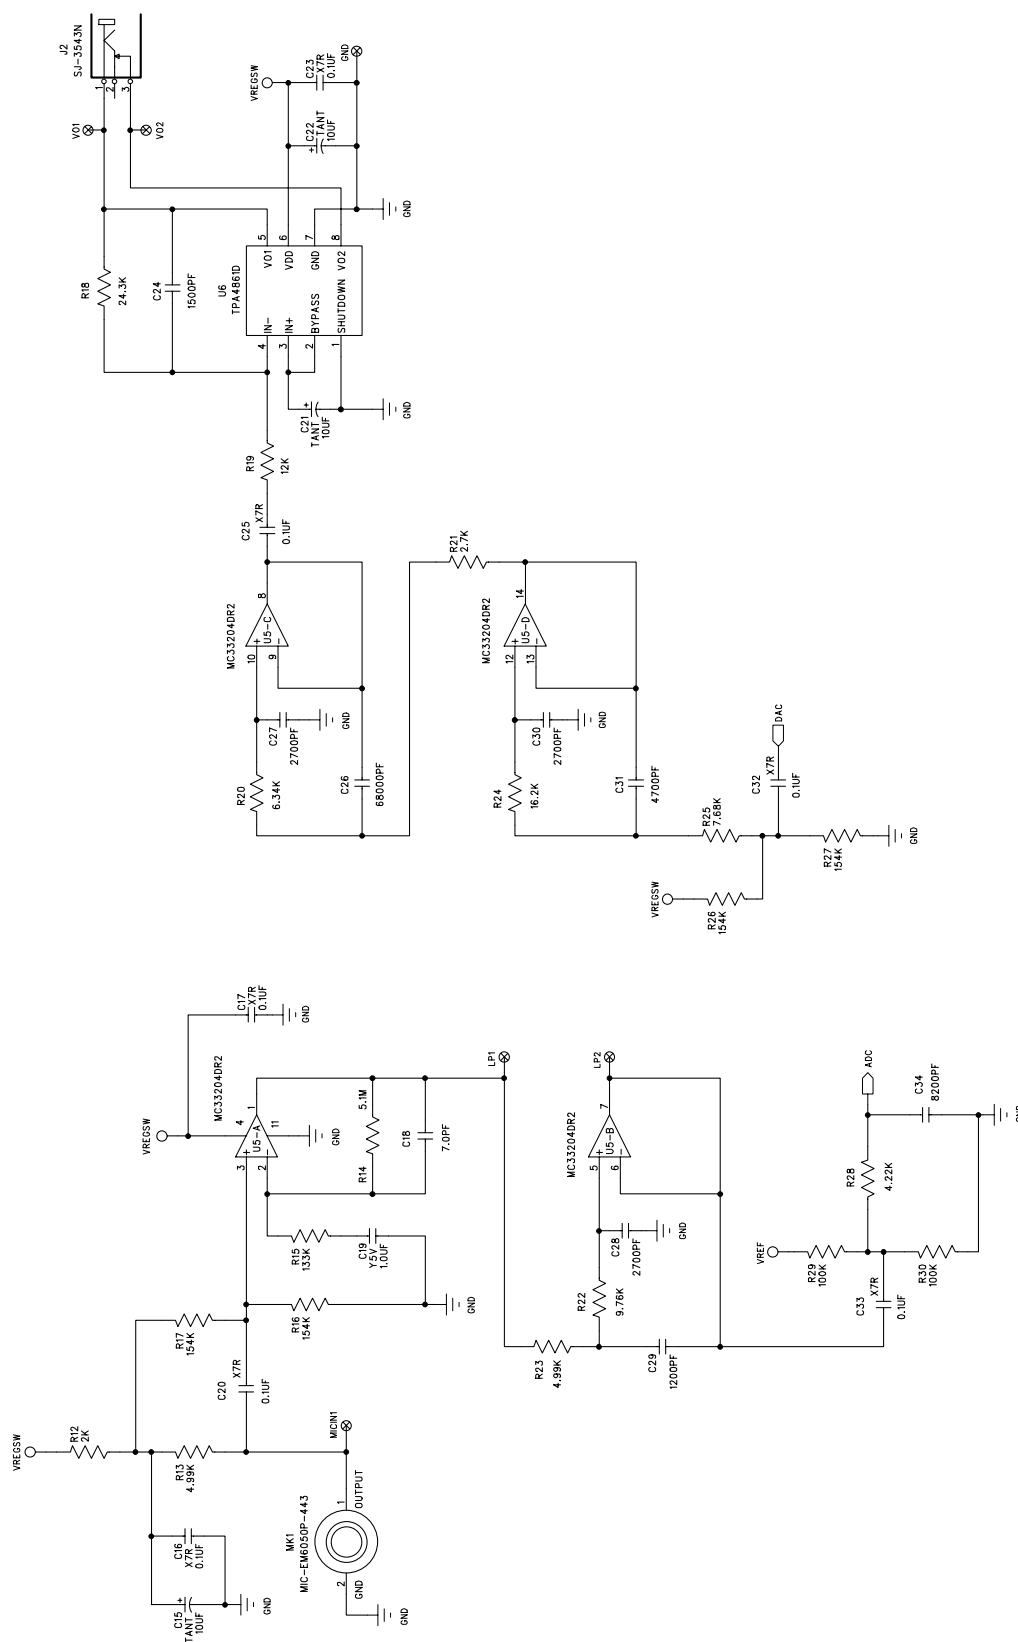 J2
SJ-3543N
1
2
3
VO1
VO2
VREGSW
C23
X7R
0.1UF
GND
C22
TANT
10UF
+
GND
R18
24.3K
C24
1500PF
U6
TPA4861D
5
6
7
8
VO1
VDD
GND
VO2
IN-
IN+
BYPASS
SHUTDOWN
4
3
2
1
C21
TANT
10UF
+
GND
R19
12K
C25
X7R
0.1UF
MC33204DR2
U5-C
8
10
9
+
-
C27
2700PF
GND
R20
6.34K
C26
68000PF
R21
2.7K
MC33204DR2
U5-D
14
12
13
+
-
C30
2700PF
GND
R24
16.2K
C31
4700PF
DAC
C32
X7R
0.1UF
R25
7.68K
R27
154K
GND
VREGSW
R26
154K
C17
X7R
0.1UF
GND
VREGSW
MC33204DR2
U5-A
4
1
11
3
2
+
-
GND
R14
5.1M
C18
7.0PF
LP1
R15
133K
C19
Y5V
1.0UF
R17
154K
R16
154K
GND
C20
X7R
0.1UF
LP2
MC33204DR2
U5-B
7
5
6
+
-
C28
2700PF
GND
R22
9.76K
R23
4.99K
C29
1200PF
ADC
C34
8200PF
GND
R28
4.22K
VREF
R29
100K
R30
100K
C33
X7R
0.1UF
VREGSW
R12
2K
R13
4.99K
MICIN1
C16
X7R
0.1UF
C15
TANT
10UF
+
GND
MK1
MIC-EM6050P-443
1
OUTPUT
2
GND
GND